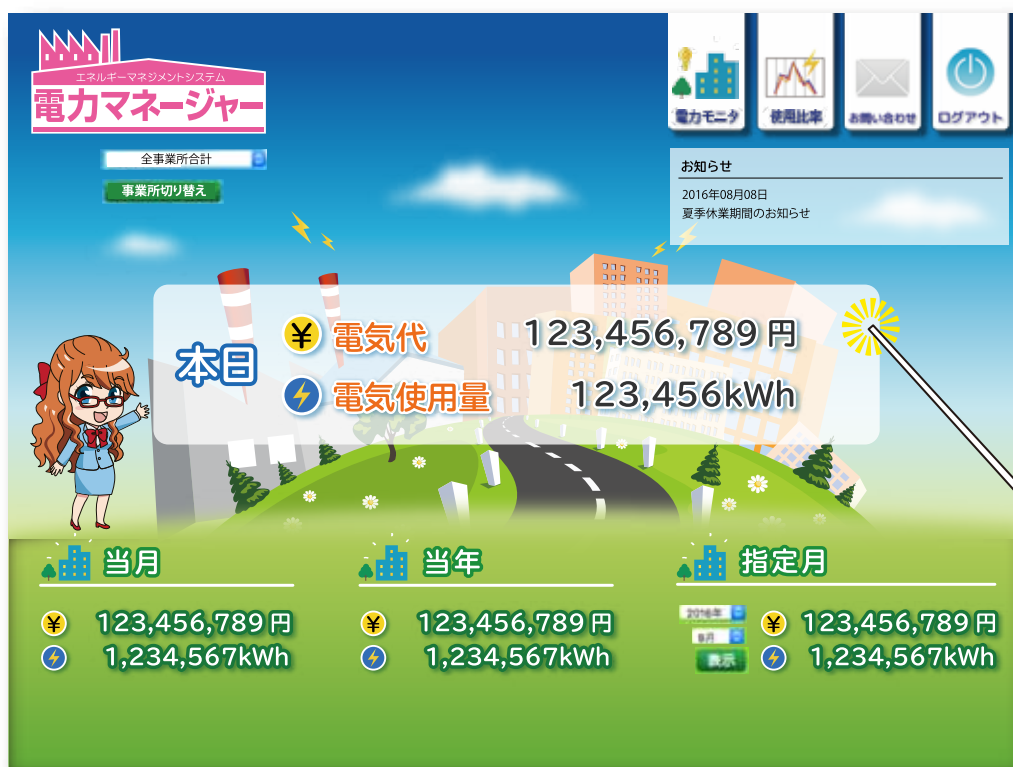 エネルギーマネジメントシステム
電力マネージャー
電力モニタ
使用比率
お問い合わせ
ログアウト
全事業所合計
事業所切り替え
お知らせ
2016年08月08日
夏季休業期間のお知らせ
本日
¥ 電気代 123,456,789円
電気使用量 123,456kWh
当月
¥ 123,456,789円
1,234,567kWh
当年
¥ 123,456,789円
1,234,567kWh
指定月
2016年
8月
表示
¥ 123,456,789円
1,234,567kWh